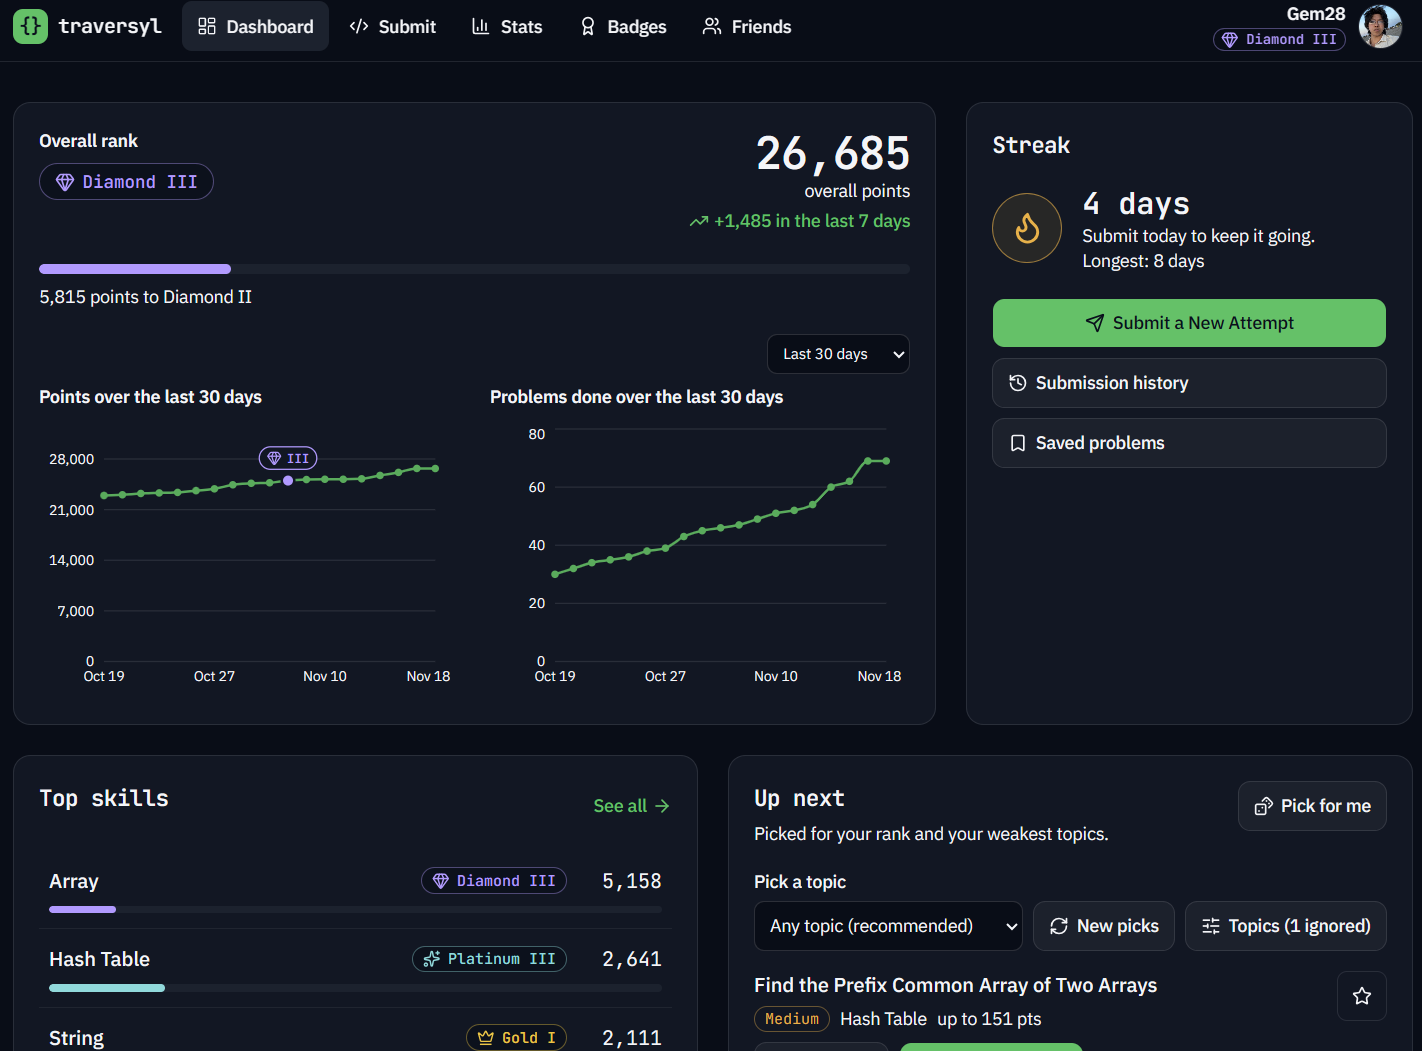 {} traversyl
Dashboard
</> Submit
Stats
Badges
Friends
Gem28
Diamond III
Overall rank
Diamond III
26,685
overall points
+1,485 in the last 7 days
5,815 points to Diamond II
Last 30 days
Points over the last 30 days
28,000
21,000
14,000
7,000
0
III
Oct 19
Oct 27
Nov 10
Nov 18
Problems done over the last 30 days
80
60
40
20
0
Oct 19
Oct 27
Nov 10
Nov 18
Streak
4 days
Submit today to keep it going.
Longest: 8 days
Submit a New Attempt
Submission history
Saved problems
Top skills
See all
Array
Diamond III
5,158
Hash Table
Platinum III
2,641
String
Gold I
2,111
Up next
Pick for me
Picked for your rank and your weakest topics.
Pick a topic
Any topic (recommended)
New picks
Topics (1 ignored)
Find the Prefix Common Array of Two Arrays
Medium Hash Table up to 151 pts